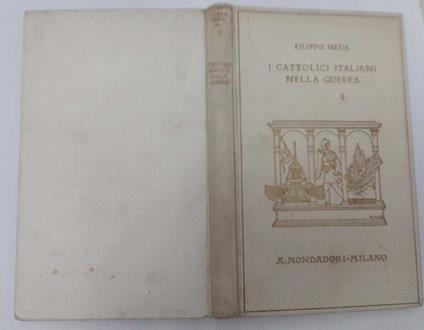 FILIPPO MEDA
I CATTOLICI ITALIANI
NELLA GUERRA
A. MONDADORI · MILANO